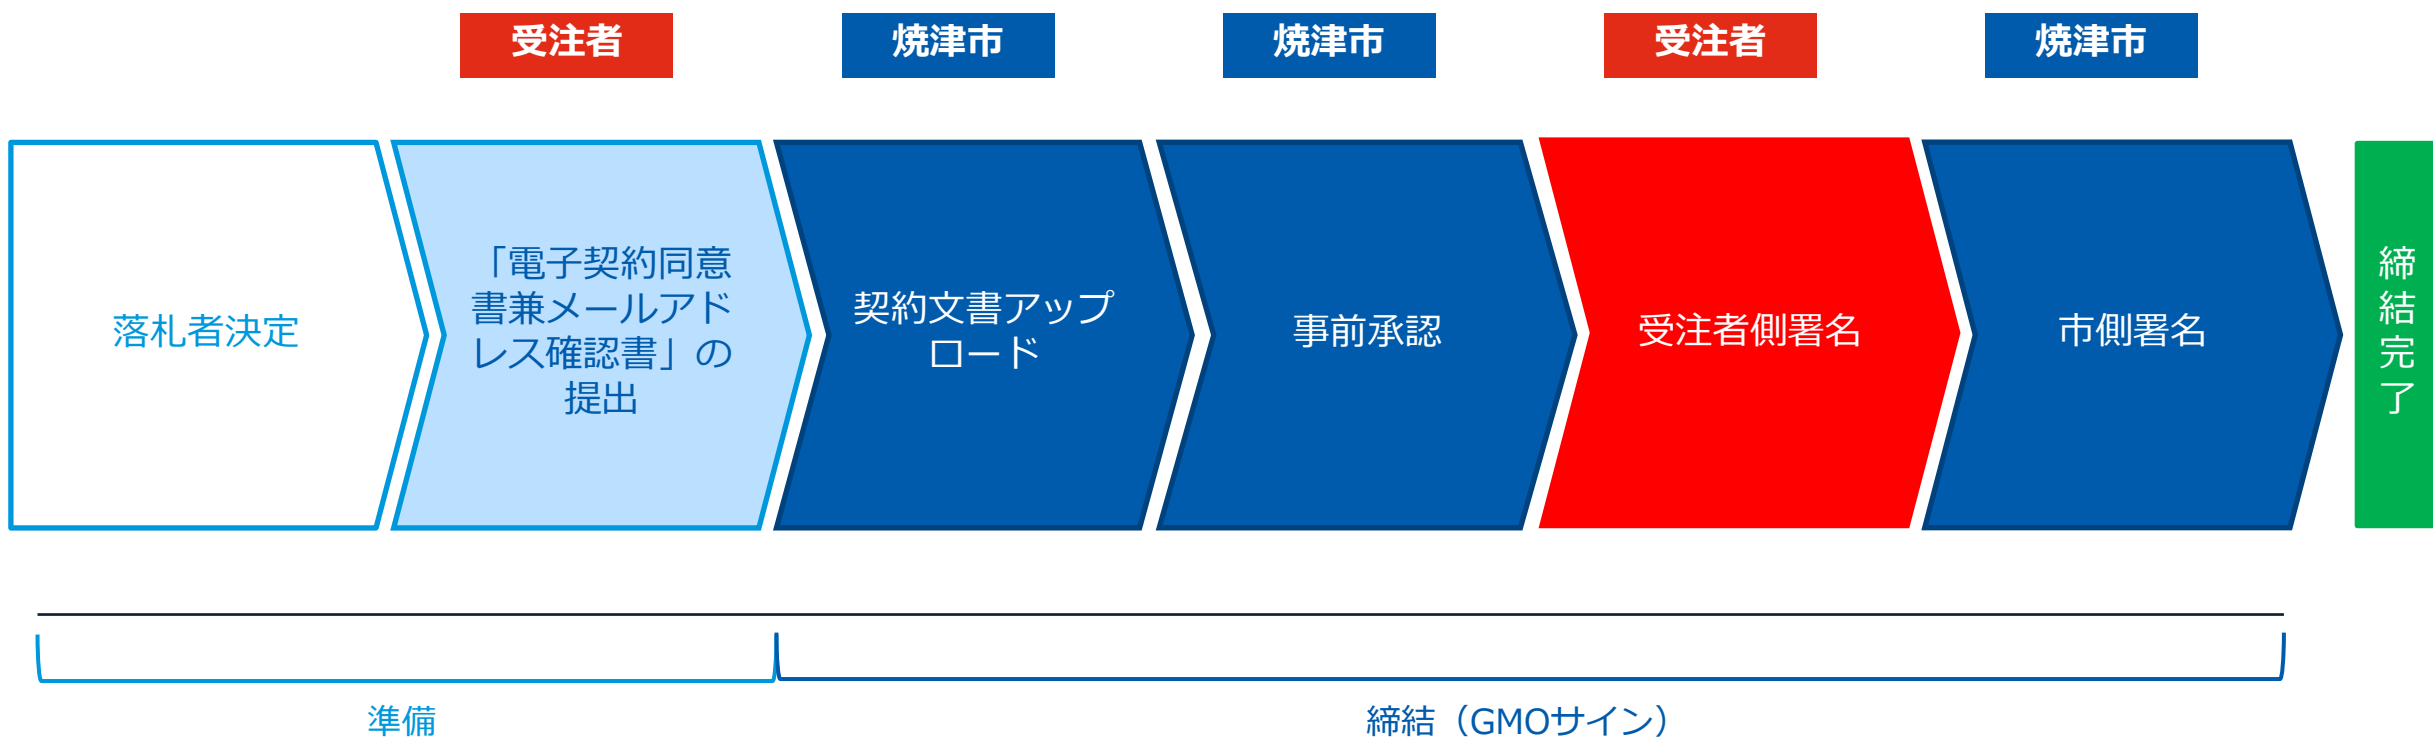 受注者
焼津市
焼津市
受注者
焼津市
落札者決定
「電子契約同意
書兼メールアド
レス確認書」の
提出
契約文書アップ
ロード
事前承認
受注者側署名
市側署名
締結完了
準備
締結（GMOサイン）